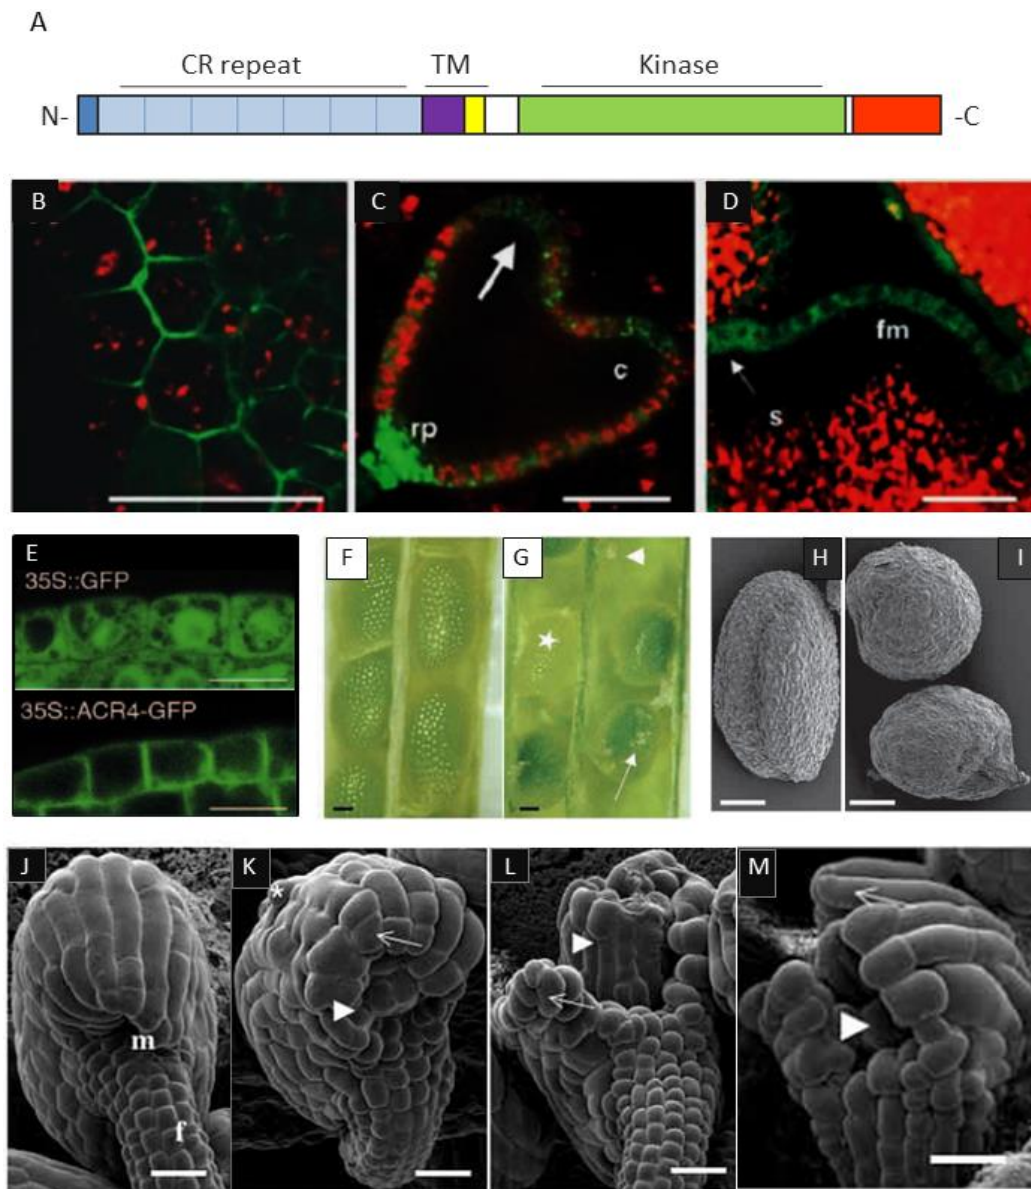 A
CR repeat TM Kinase
N- -C
B C D
rp c fm s
E F G H I
35S::GFP
35S::ACR4-GFP
J K L M
*
m
f